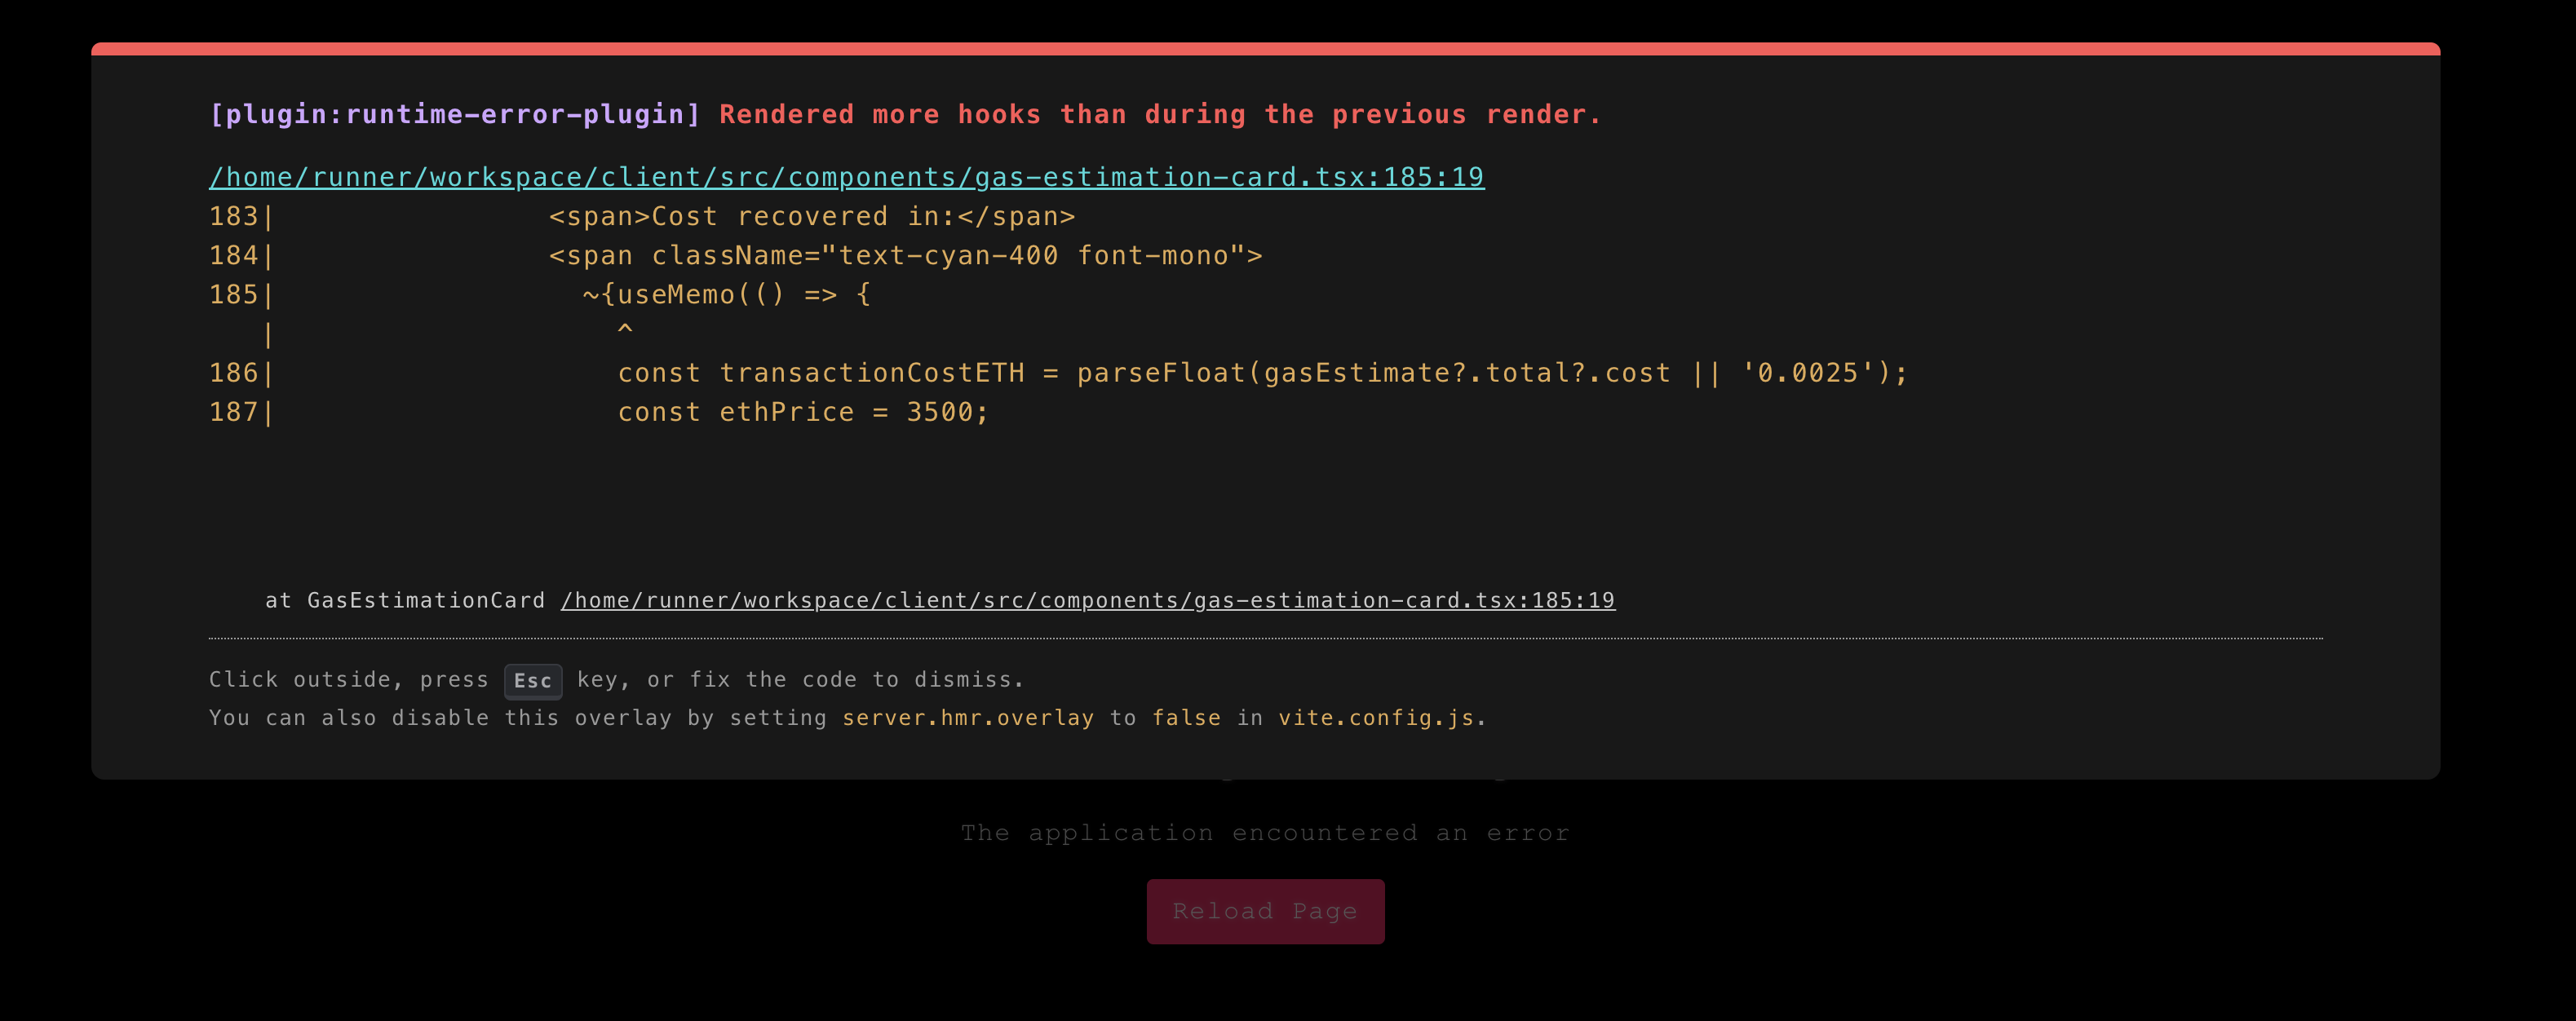 [plugin:runtime-error-plugin] Rendered more hooks than during the previous render.
/home/runner/workspace/client/src/components/gas-estimation-card.tsx:185:19
183|                <span>Cost recovered in:</span>
184|                <span className="text-cyan-400 font-mono">
185|                  ~{useMemo(() => {
   |                    ^
186|                    const transactionCostETH = parseFloat(gasEstimate?.total?.cost || '0.0025');
187|                    const ethPrice = 3500;
at GasEstimationCard /home/runner/workspace/client/src/components/gas-estimation-card.tsx:185:19
Click outside, press Esc key, or fix the code to dismiss.
You can also disable this overlay by setting server.hmr.overlay to false in vite.config.js.
The application encountered an error
Reload Page